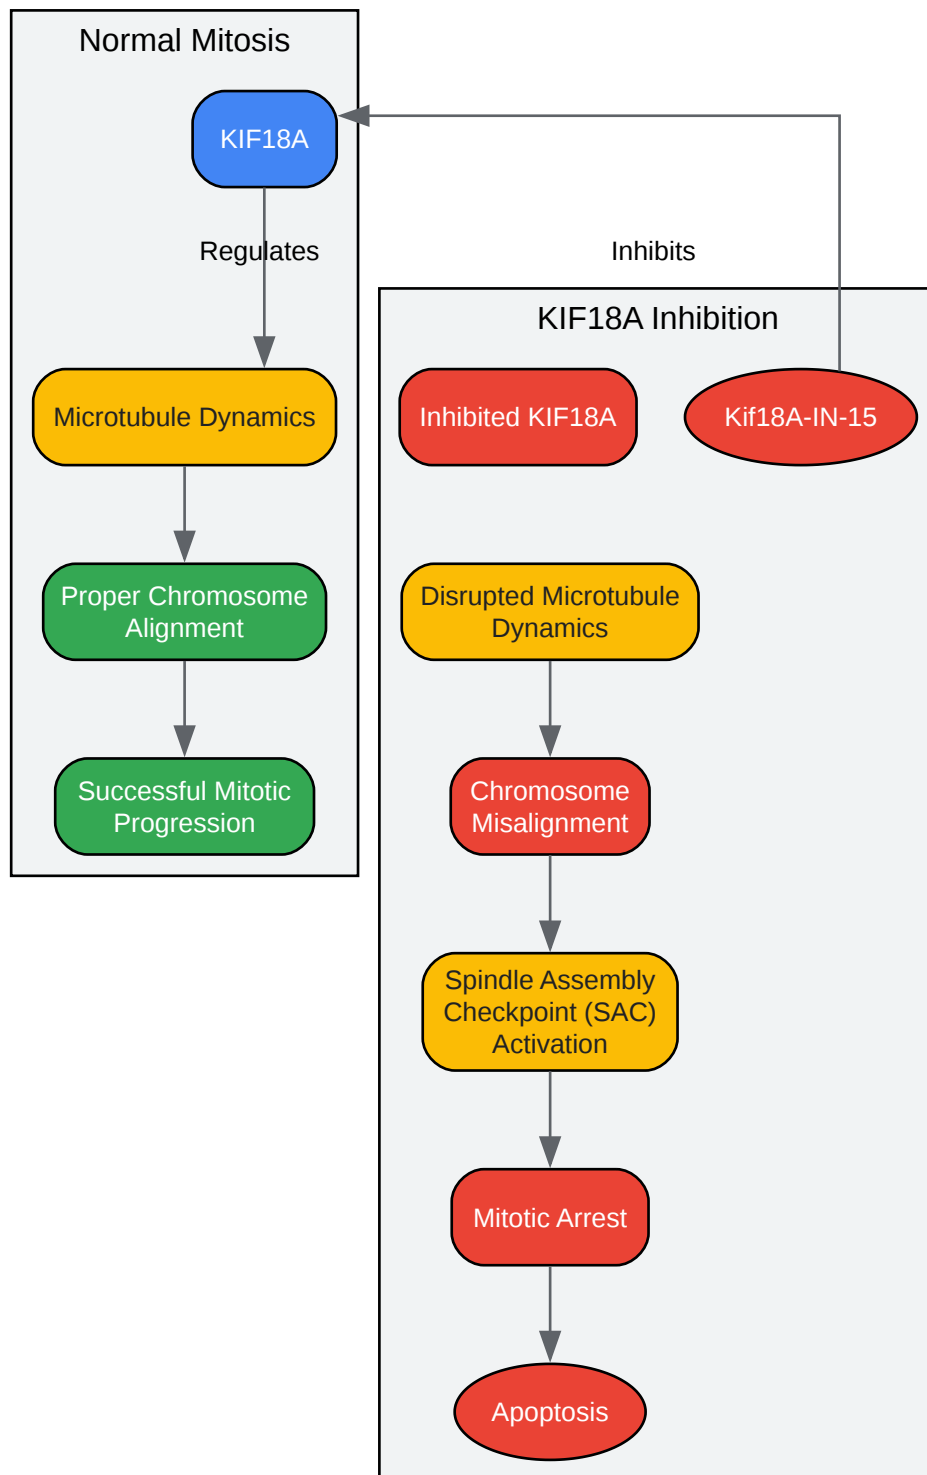 Normal Mitosis
KIF18A
Regulates
Microtubule Dynamics
Proper Chromosome
Alignment
Successful Mitotic
Progression
Inhibits
KIF18A Inhibition
Inhibited KIF18A
Kif18A-IN-15
Disrupted Microtubule
Dynamics
Chromosome
Misalignment
Spindle Assembly
Checkpoint (SAC)
Activation
Mitotic Arrest
Apoptosis